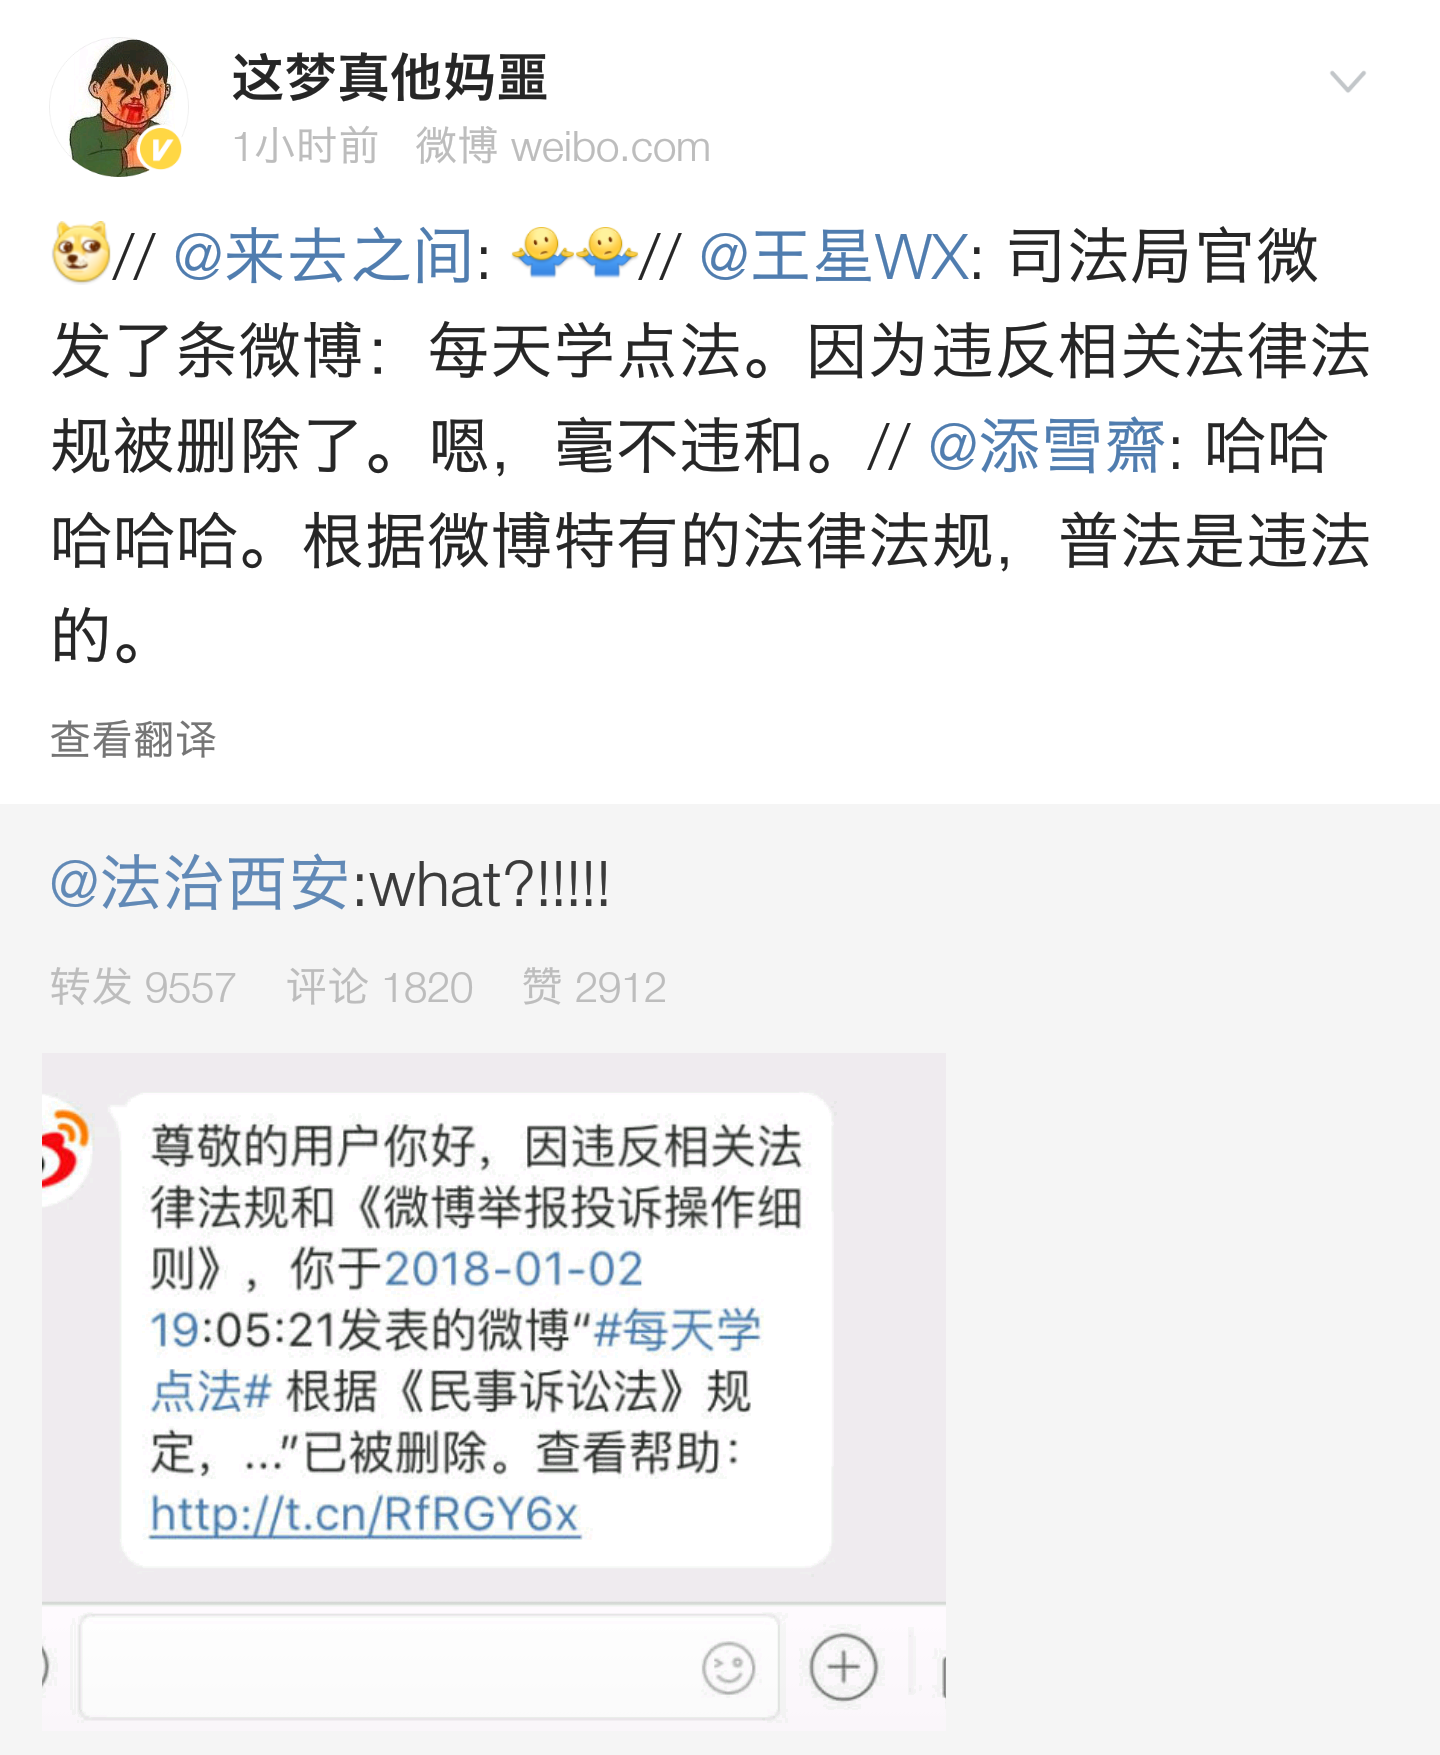 这梦真他妈噩
1小时前 微博 weibo.com
// @来去之间: // @王星WX: 司法局官微
发了条微博：每天学点法。因为违反相关法律法
规被删除了。嗯，毫不违和。// @添雪齋: 哈哈
哈哈哈。根据微博特有的法律法规，普法是违法
的。
查看翻译
@法治西安:what?!!!!!
转发 9557 评论 1820 赞 2912
尊敬的用户你好，因违反相关法
律法规和《微博举报投诉操作细
则》，你于2018-01-02
19:05:21发表的微博“#每天学
点法# 根据《民事诉讼法》规
定，...”已被删除。查看帮助：
http://t.cn/RfRGY6x